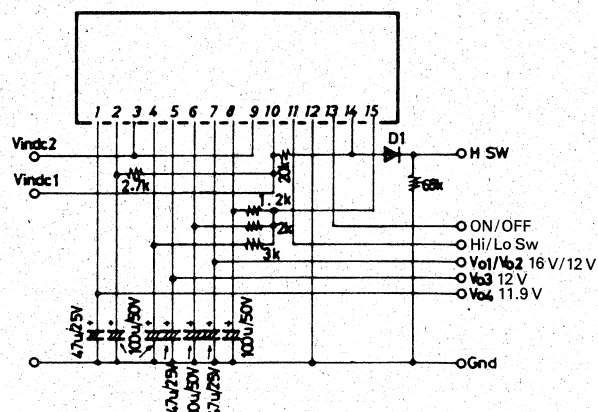 1 2 3 4 5 6 7 8 9 10 11 12 13 14 15
D1
Vindc2
H SW
20k
2.7k
68k
Vindc1
1.2k
2k
ON/OFF
Hi/Lo Sw
3k
Vo1/Vo2 16 V/12 V
Vo3 12 V
Vo4 11.9 V
47u/25V
100u/50V
100u/50V
Gnd
47u/25V
47u/25V